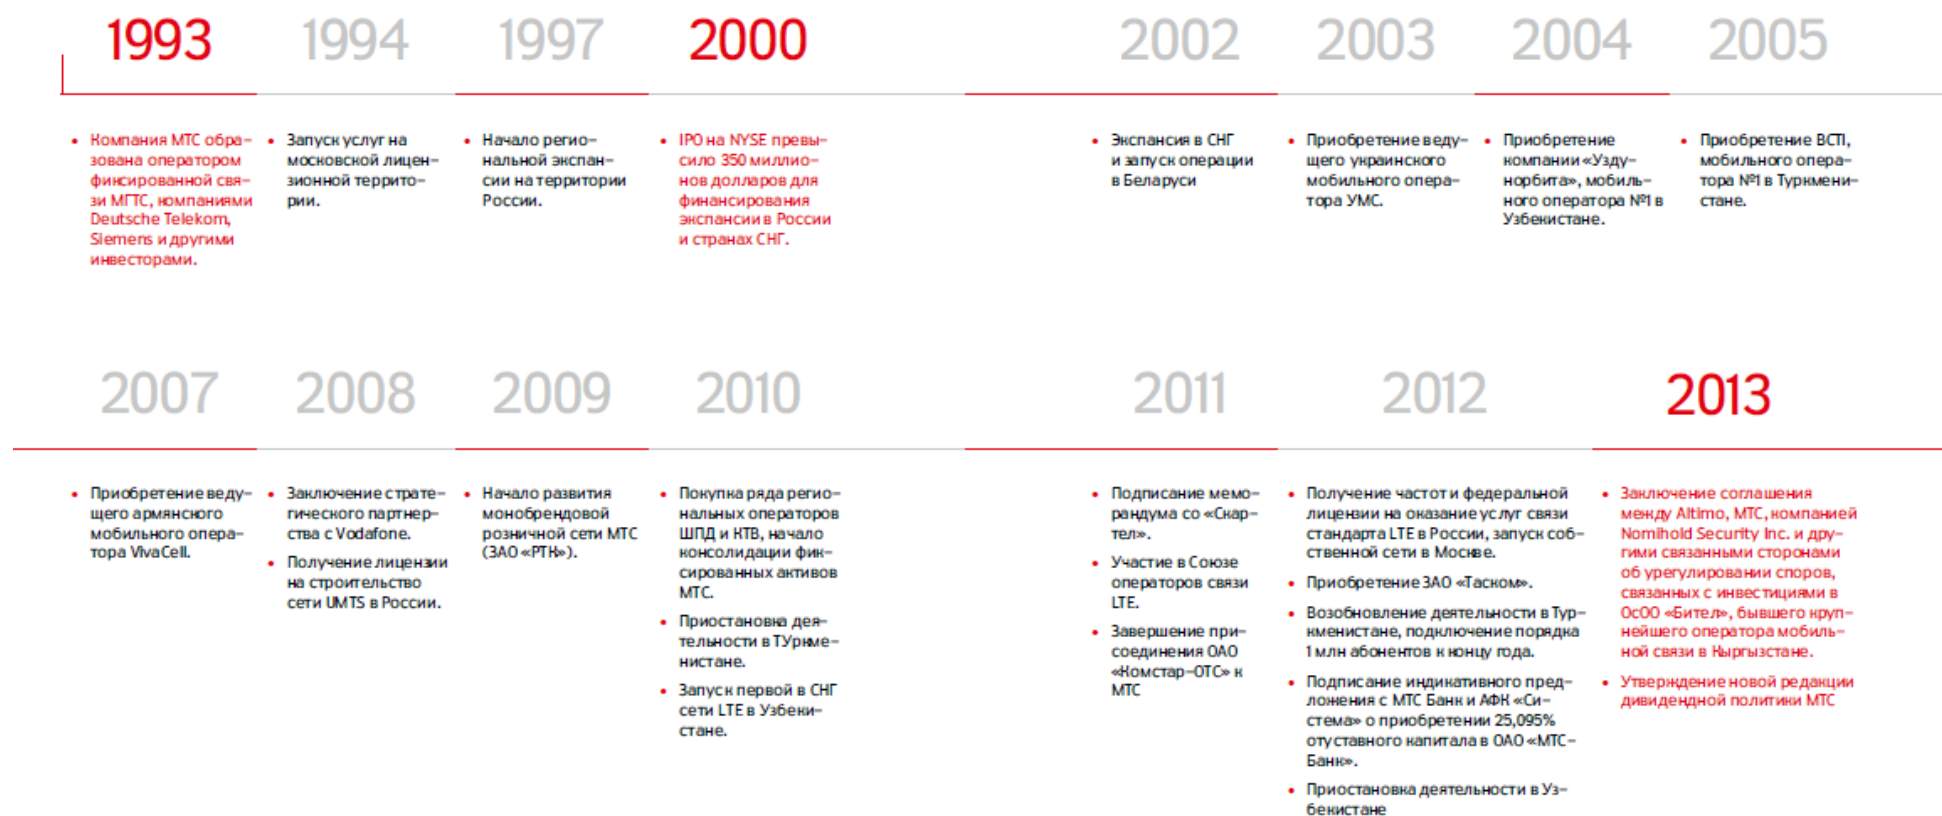 1993
• Компания МТС обра-
зована оператором
фиксированной свя-
зи МГТС, компаниями
Deutsche Telekom,
Siemens и другими
инвесторами.
1994
• Запуск услуг на
московской лицен-
зионной террито-
рии.
1997
• Начало регио-
нальной экспан-
сии на территории
России.
2000
• IPO на NYSE превы-
сило 350 миллио-
нов долларов для
финансирования
экспансии в России
и странах СНГ.
2002
• Экспансия в СНГ
и запуск операции
в Беларуси
2003
• Приобретение веду-
щего украинского
мобильного опера-
тора УМС.
2004
• Приобретение
компании «Узду-
норбита», мобиль-
ного оператора №1 в
Узбекистане.
2005
• Приобретение BCTI,
мобильного опера-
тора №1 в Туркмени-
стане.
2007
• Приобретение веду-
щего армянского
мобильного опера-
тора VivaCell.
2008
• Заключение страте-
гического партнер-
ства с Vodafone.
• Получение лицензии
на строительство
сети UMTS в России.
2009
• Начало развития
монобрендовой
розничной сети МТС
(ЗАО «РТК»).
2010
• Покупка ряда регио-
нальных операторов
ШПД и КТВ, начало
консолидации фик-
сированных активов
МТС.
• Приостановка дея-
тельности в ТУркме-
нистане.
• Запуск первой в СНГ
сети LTE в Узбеки-
стане.
2011
• Подписание мемо-
рандума со «Скар-
тел».
• Участие в Союзе
операторов связи
LTE.
• Завершение при-
соединения ОАО
«Комстар-ОТС» к
МТС
2012
• Получение частот и федеральной
лицензии на оказание услуг связи
стандарта LTE в России, запуск соб-
ственной сети в Москве.
• Приобретение ЗАО «Таском».
• Возобновление деятельности в Тур-
кменистане, подключение порядка
1 млн абонентов к концу года.
• Подписание индикативного пред-
ложения с МТС Банк и АФК «Си-
стема» о приобретении 25,095%
от уставного капитала в ОАО «МТС-
Банк».
• Приостановка деятельности в Уз-
бекистане
2013
• Заключение соглашения
между Altimo, МТС, компанией
Nomihold Security Inc. и дру-
гими связанными сторонами
об урегулировании споров,
связанных с инвестициями в
ОсОО «Бител», бывшего круп-
нейшего оператора мобиль-
ной связи в Кыргызстане.
• Утверждение новой редакции
дивидендной политики МТС